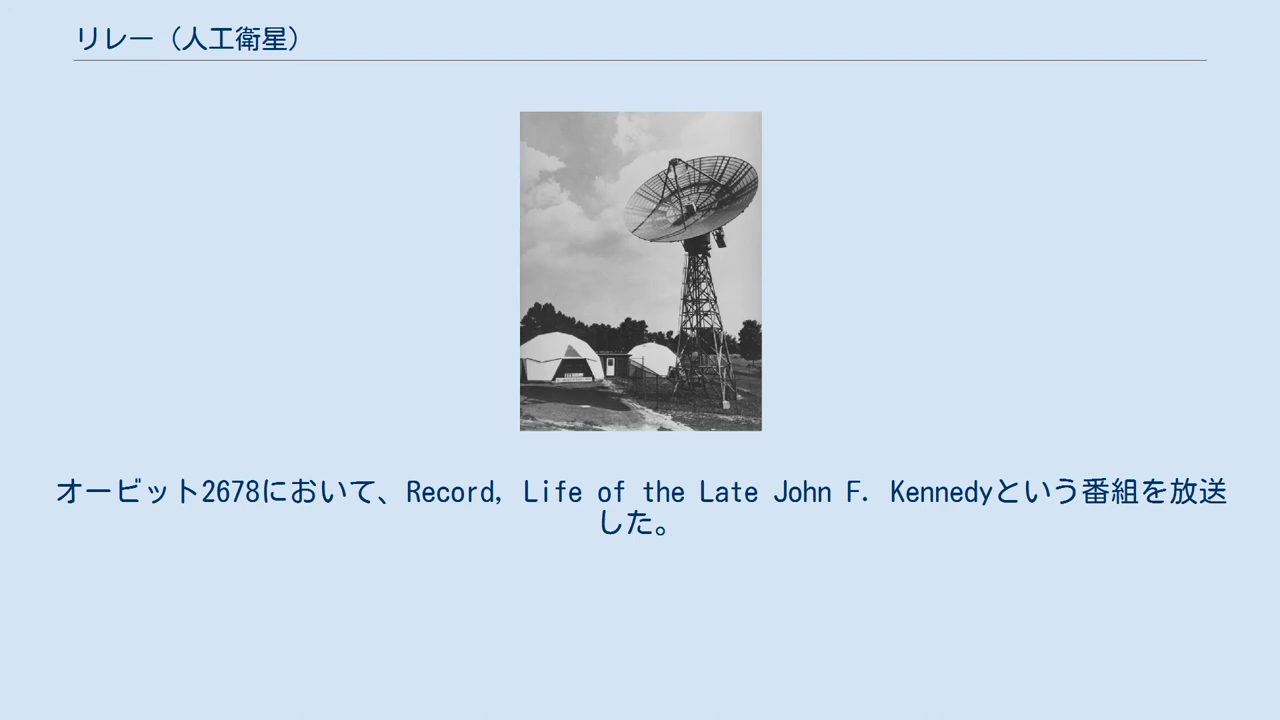 リレー（人工衛星）
オービット2678において、Record, Life of the Late John F. Kennedyという番組を放送
した。